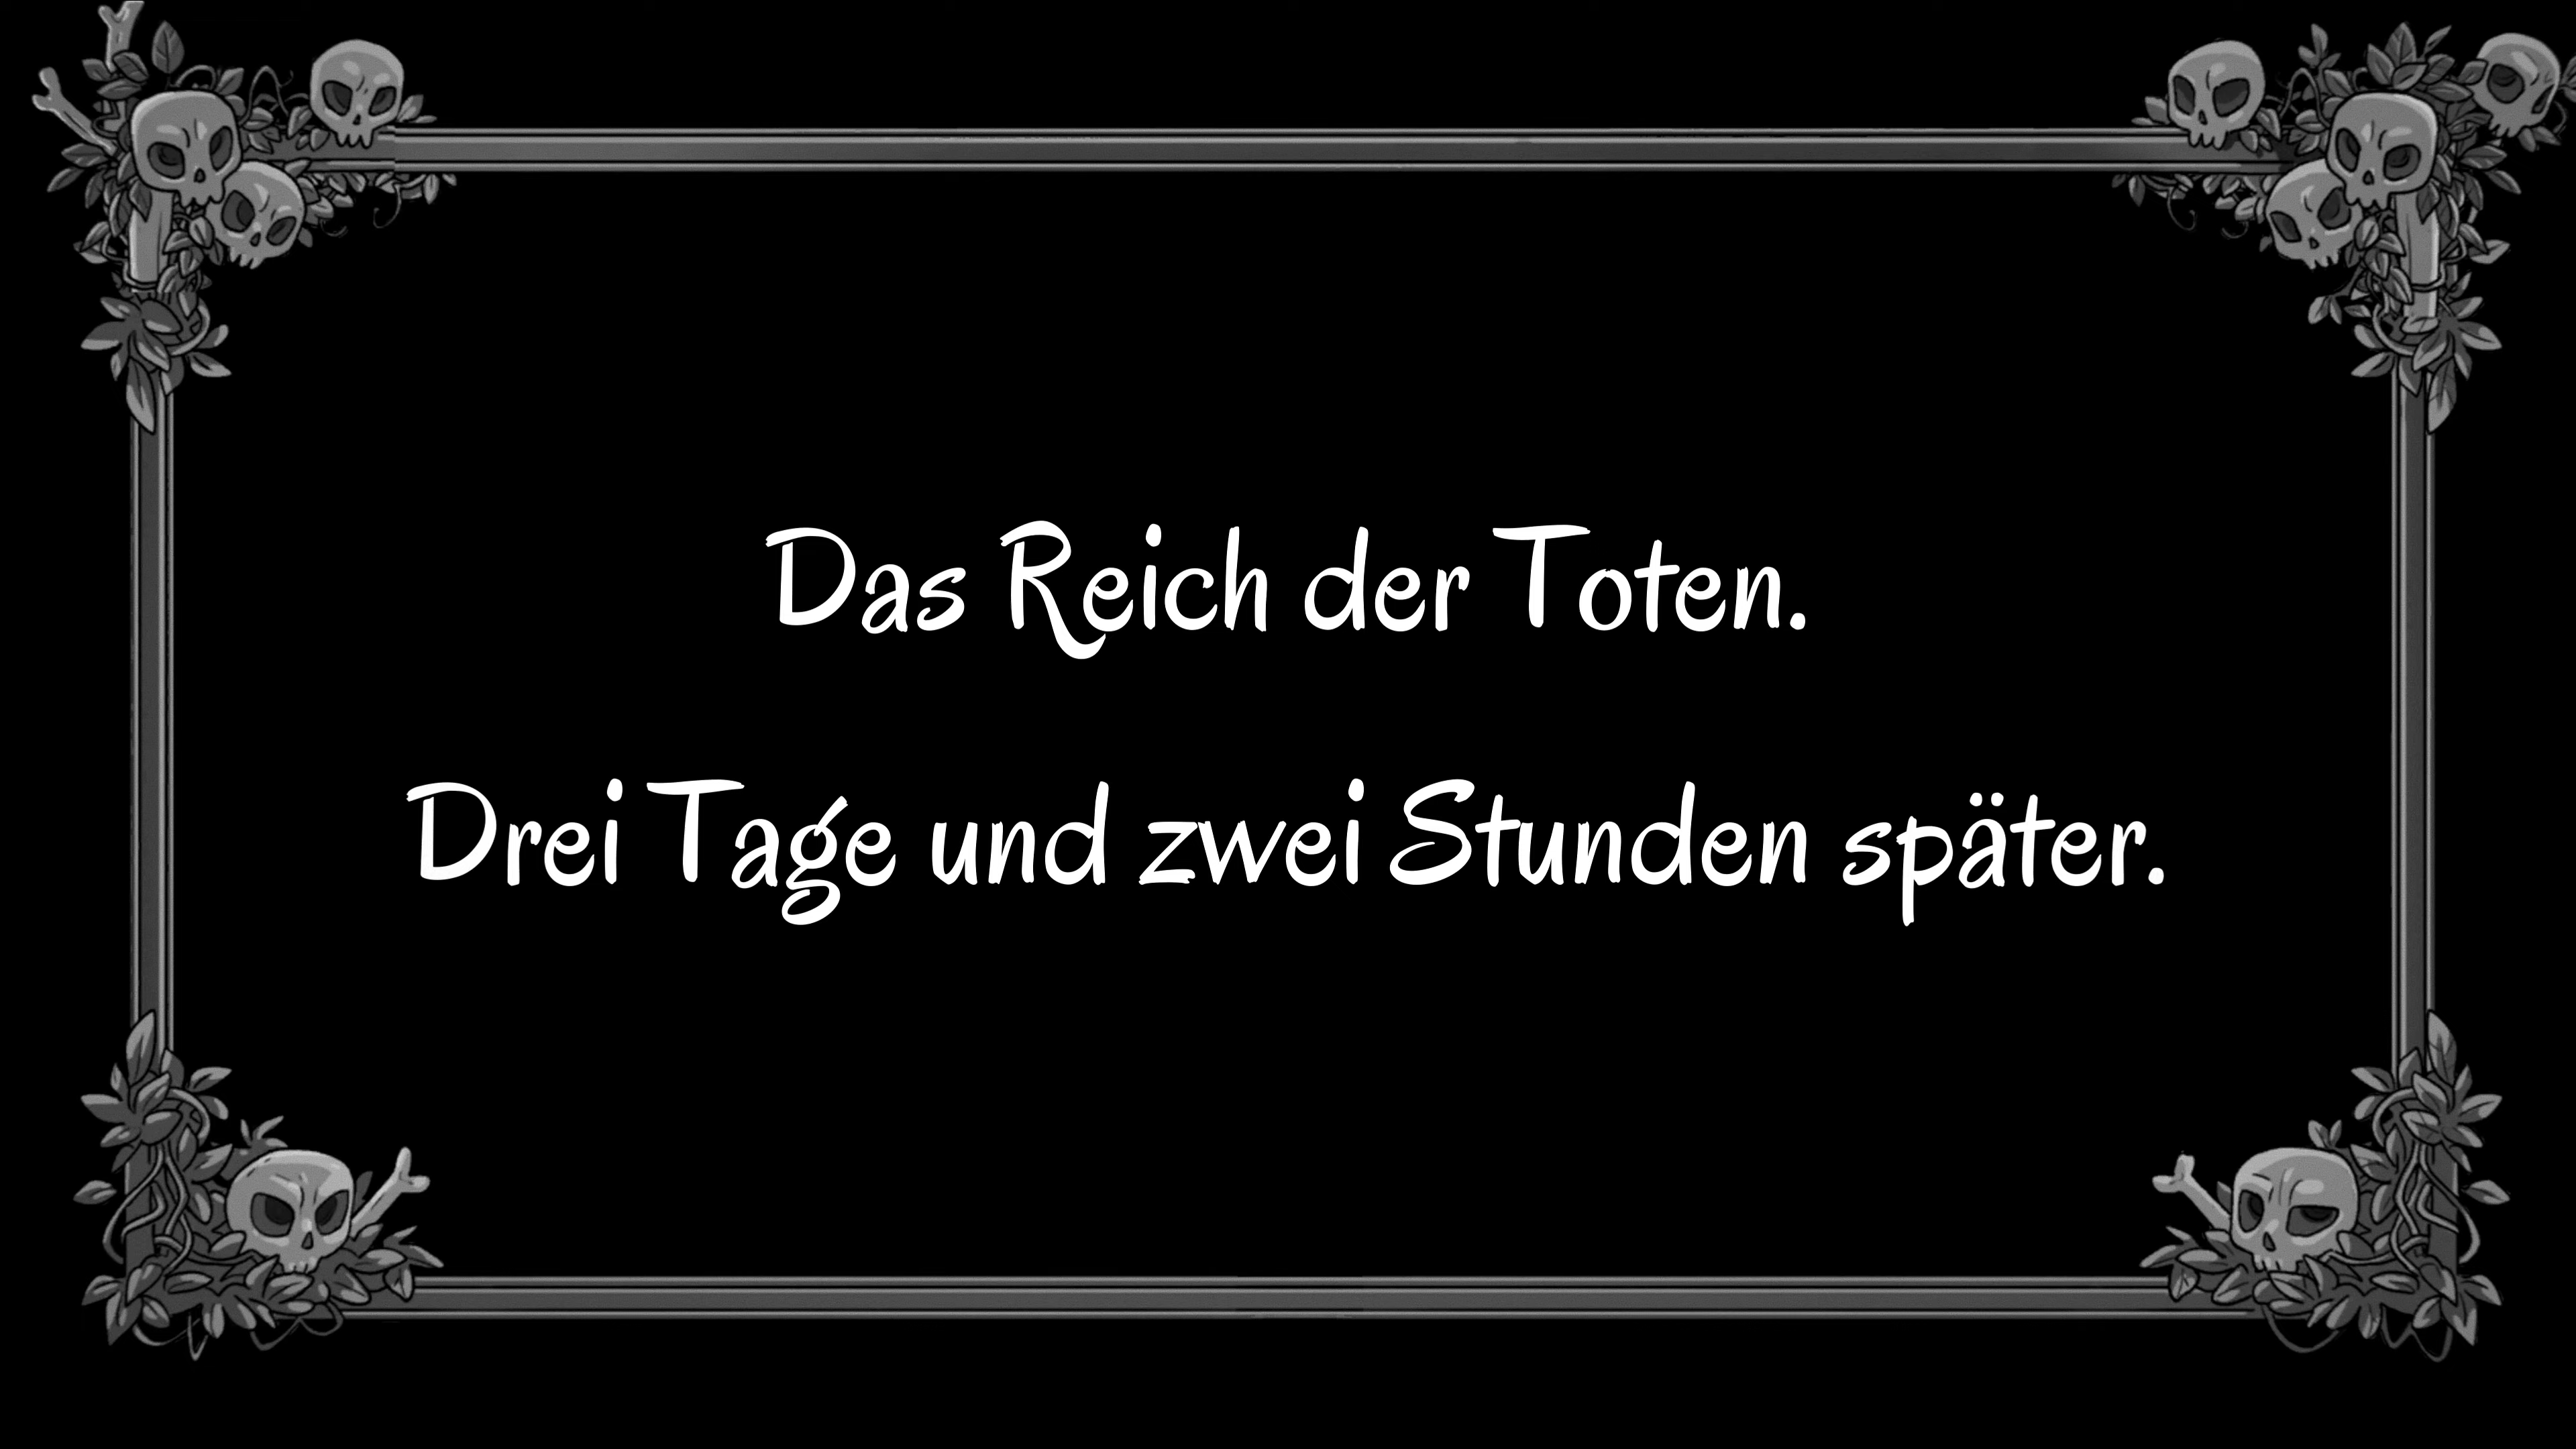 Das Reich der Toten.
Drei Tage und zwei Stunden später.